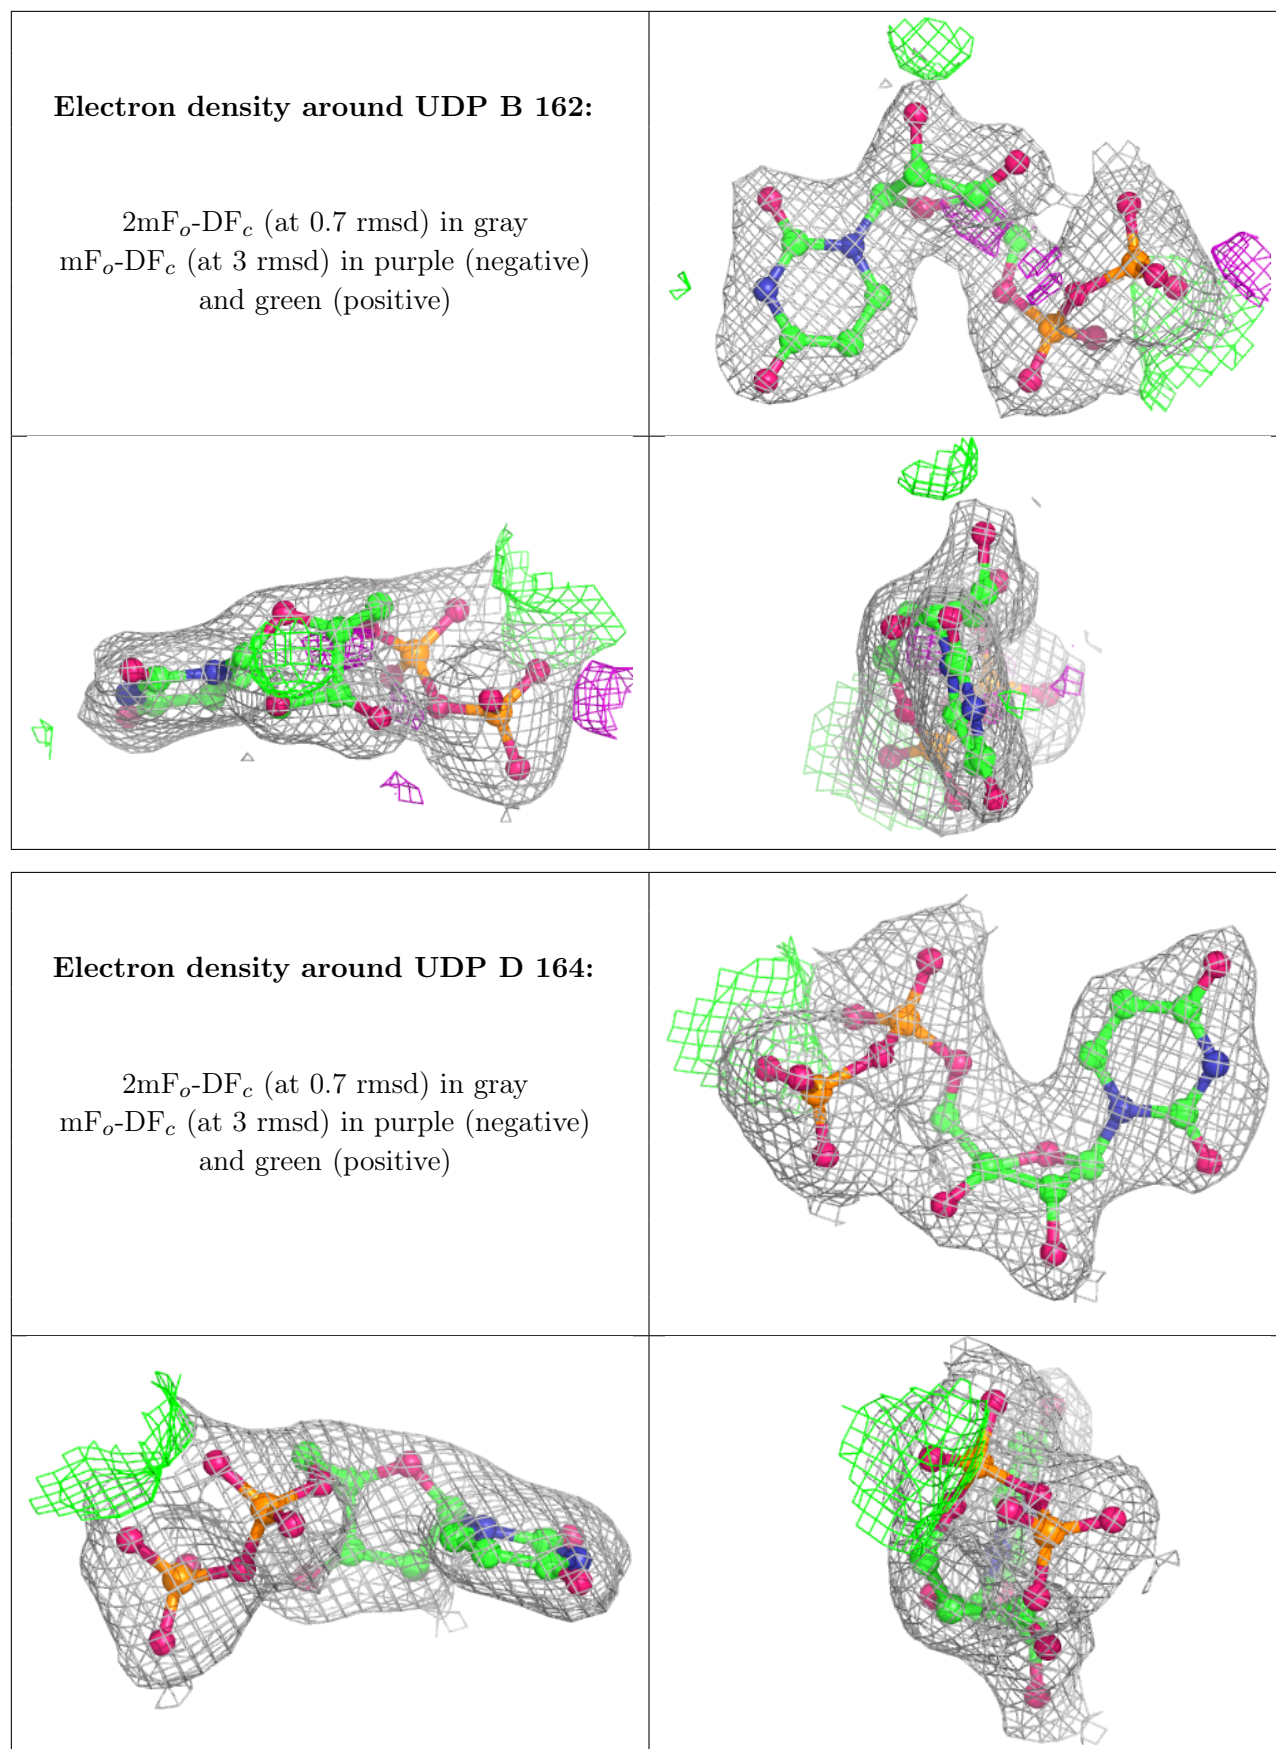 Electron density around UDP B 162:
2mFo-DFc (at 0.7 rmsd) in gray
mFo-DFc (at 3 rmsd) in purple (negative)
and green (positive)
Electron density around UDP D 164:
2mFo-DFc (at 0.7 rmsd) in gray
mFo-DFc (at 3 rmsd) in purple (negative)
and green (positive)